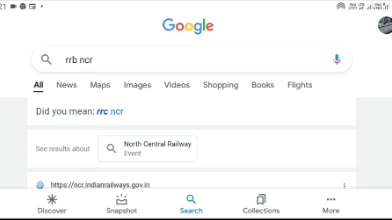 21
Google
rrb ncr
All News Maps Images Videos Shopping Books Flights
Did you mean: rrc ncr
See results about
North Central Railway
Event
https://ncr.indianrailways.gov.in
Discover Snapshot Search Collections More